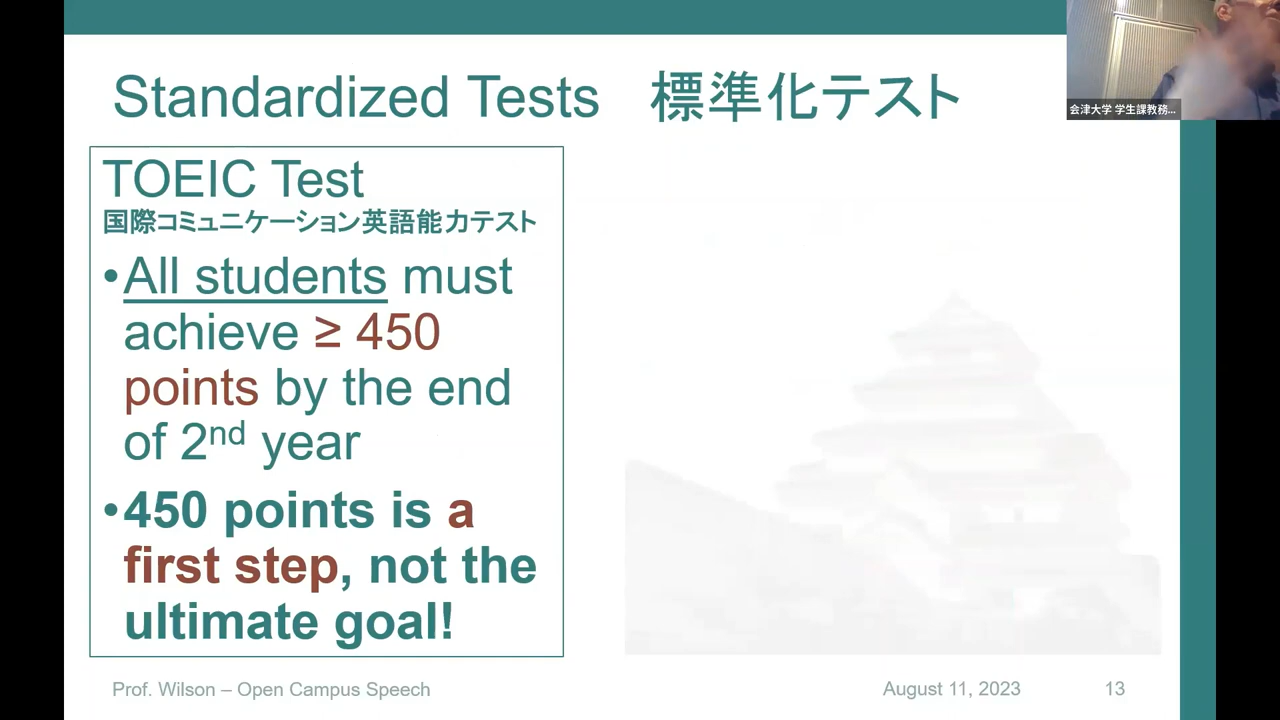 Standardized Tests 標準化テスト
会津大学 学生課教務...
TOEIC Test
国際コミュニケーション英語能力テスト
•All students must
achieve ≥ 450
points by the end
of 2nd year
•450 points is a
first step, not the
ultimate goal!
Prof. Wilson – Open Campus Speech
August 11, 2023
13